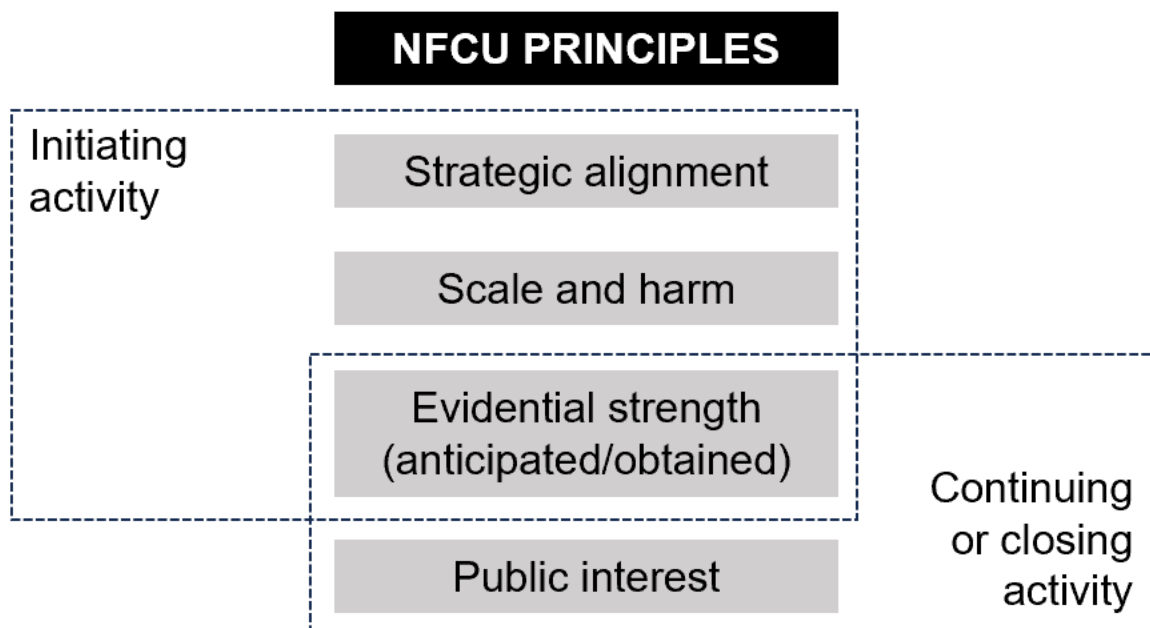 NFCU PRINCIPLES
Initiating
activity
Strategic alignment
Scale and harm
Evidential strength
(anticipated/obtained)
Continuing
or closing
activity
Public interest